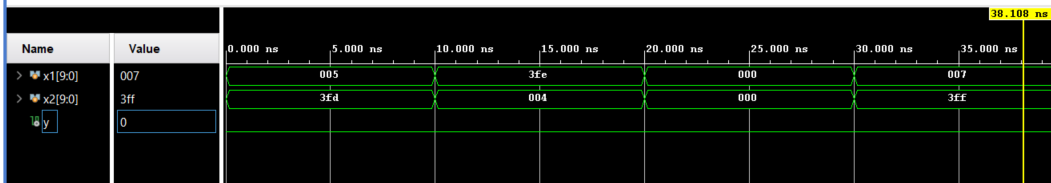 38.108 ns
Name Value 0.000 ns 5.000 ns 10.000 ns 15.000 ns 20.000 ns 25.000 ns 30.000 ns 35.000 ns
> x1[9:0] 007 005 3fe 000 007
> x2[9:0] 3ff 3fd 004 000 3ff
y 0